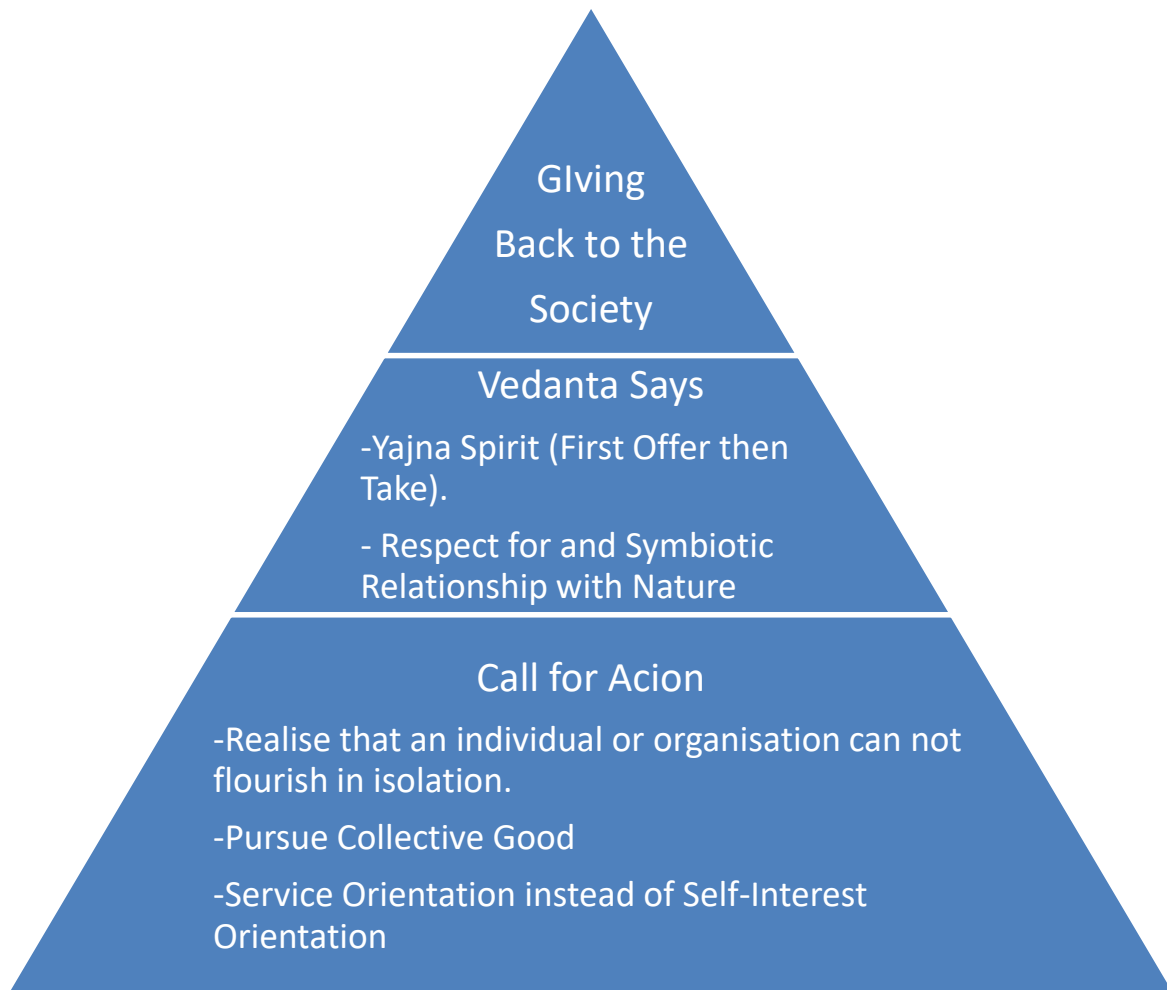 GIving
Back to the
Society
Vedanta Says
-Yajna Spirit (First Offer then
Take).
- Respect for and Symbiotic
Relationship with Nature
Call for Acion
-Realise that an individual or organisation can not
flourish in isolation.
-Pursue Collective Good
-Service Orientation instead of Self-Interest
Orientation